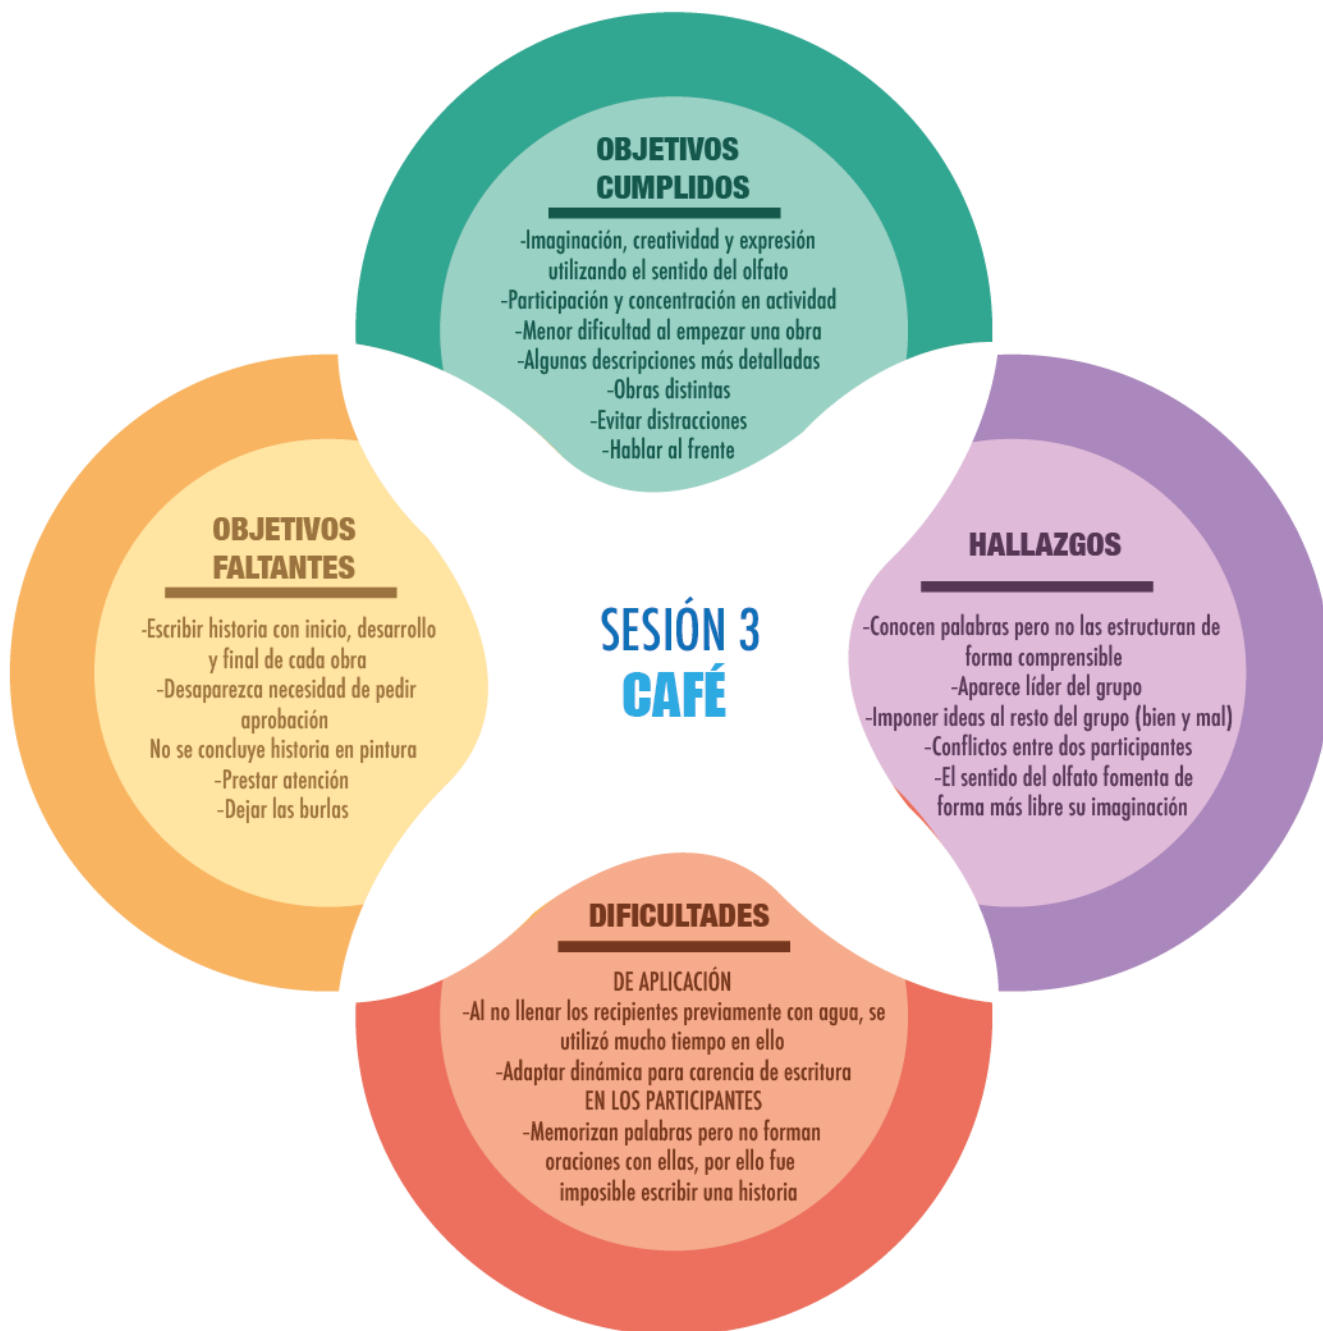 OBJETIVOS
CUMPLIDOS
-Imaginación, creatividad y expresión
utilizando el sentido del olfato
-Participación y concentración en actividad
-Menor dificultad al empezar una obra
-Algunas descripciones más detalladas
-Obras distintas
-Evitar distracciones
-Hablar al frente
OBJETIVOS
FALTANTES
-Escribir historia con inicio, desarrollo
y final de cada obra
-Desaparezca necesidad de pedir
aprobación
No se concluye historia en pintura
-Prestar atención
-Dejar las burlas
SESIÓN 3
CAFÉ
HALLAZGOS
-Conocen palabras pero no las estructuran de
forma comprensible
-Aparece líder del grupo
-Imponer ideas al resto del grupo (bien y mal)
-Conflictos entre dos participantes
-El sentido del olfato fomenta de
forma más libre su imaginación
DIFICULTADES
DE APLICACIÓN
-Al no llenar los recipientes previamente con agua, se
utilizó mucho tiempo en ello
-Adaptar dinámica para carencia de escritura
EN LOS PARTICIPANTES
-Memorizan palabras pero no forman
oraciones con ellas, por ello fue
imposible escribir una historia